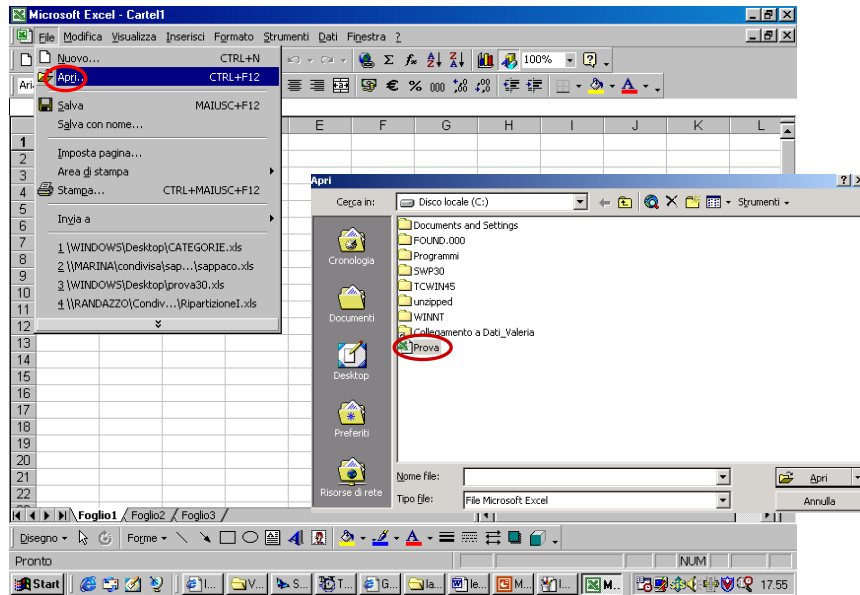 Microsoft Excel - Cartel1
File Modifica Visualizza Inserisci Formato Strumenti Dati Finestra ?
100%
Nuovo... CTRL+N
Apri... CTRL+F12
Salva MAIUSC+F12
Salva con nome...
Imposta pagina...
Area di stampa
Stampa... CTRL+MAIUSC+F12
Invia a
1 \WINDOWS\Desktop\CATEGORIE.xls
2 \\MARINA\condivisa\sap...\sappaco.xls
3 \WINDOWS\Desktop\prova30.xls
4 \\RANDAZZO\Condiv...\RipartizioneI.xls
Ari
€ % 000
E F G H I J K L
1
2
3
4
5
6
7
8
9
10
11
12
13
14
15
16
17
18
19
20
21
22
Apri
Cerca in: Disco locale (C:) Strumenti
Cronologia
Documenti
Desktop
Preferiti
Risorse di rete
Documents and Settings
FOUND.000
Programmi
SWP30
TCWIN45
unzipped
WINNT
Collegamento a Dati_Valeria
Prova
Nome file: Apri
Tipo file: File Microsoft Excel Annulla
Foglio1 Foglio2 Foglio3
Disegno Forme
Pronto NUM
Start I... V... S... T... G... la... le... M... I... M... 17.55